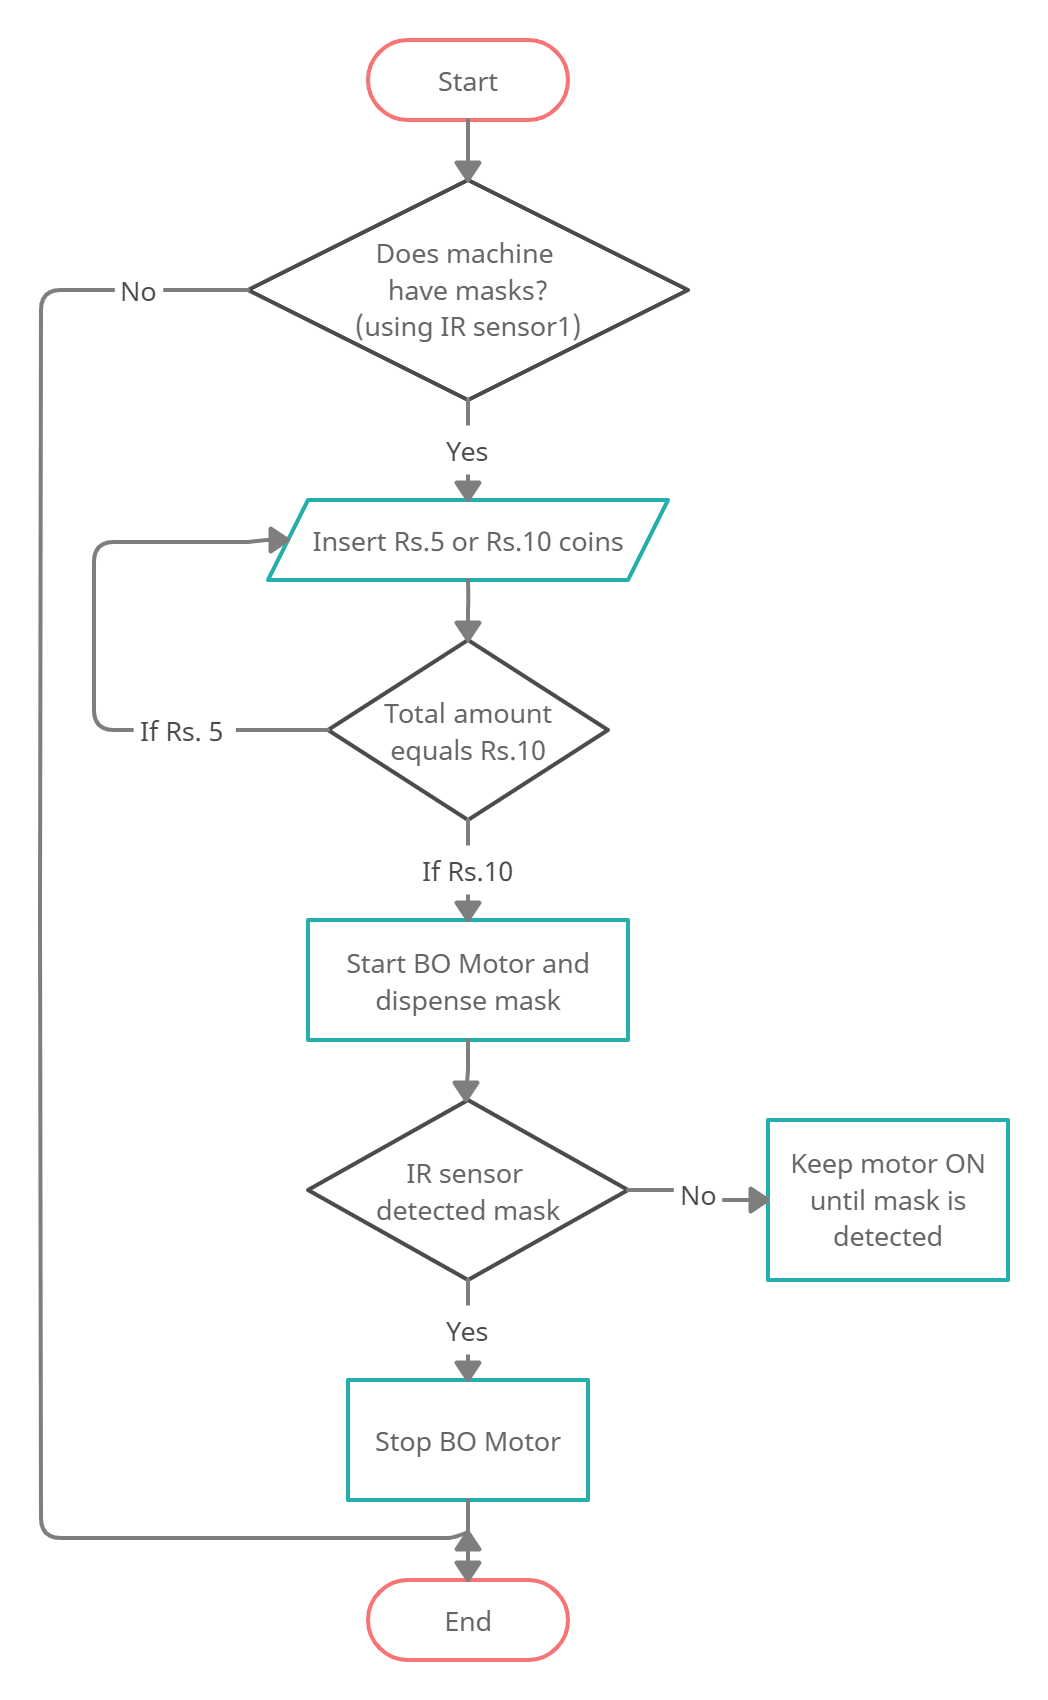 Start
Does machine
have masks?
(using IR sensor1)
No
Yes
Insert Rs.5 or Rs.10 coins
Total amount
equals Rs.10
If Rs. 5
If Rs.10
Start BO Motor and
dispense mask
IR sensor
detected mask
No
Keep motor ON
until mask is
detected
Yes
Stop BO Motor
End